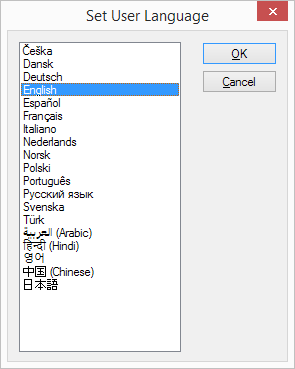 Set User Language
Češka
Dansk
Deutsch
English
Español
Français
Italiano
Nederlands
Norsk
Polski
Português
Русский язык
Svenska
Türk
العربية (Arabic)
हिन्दी (Hindi)
영어
中国 (Chinese)
日本語
OK
Cancel